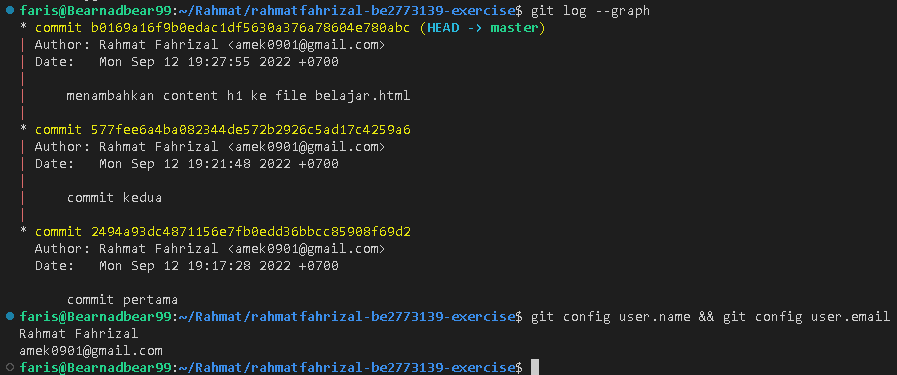 faris@Bearnadbear99:~/Rahmat/rahmatfahrizal-be2773139-exercise$ git log --graph
* commit b0169a16f9b0edac1df5630a376a78604e780abc (HEAD -> master)
| Author: Rahmat Fahrizal <amek0901@gmail.com>
| Date:   Mon Sep 12 19:27:55 2022 +0700
|
|     menambahkan content h1 ke file belajar.html
|
* commit 577fee6a4ba082344de572b2926c5ad17c4259a6
| Author: Rahmat Fahrizal <amek0901@gmail.com>
| Date:   Mon Sep 12 19:21:48 2022 +0700
|
|     commit kedua
|
* commit 2494a93dc4871156e7fb0edd36bbcc85908f69d2
  Author: Rahmat Fahrizal <amek0901@gmail.com>
  Date:   Mon Sep 12 19:17:28 2022 +0700

      commit pertama
faris@Bearnadbear99:~/Rahmat/rahmatfahrizal-be2773139-exercise$ git config user.name && git config user.email
Rahmat Fahrizal
amek0901@gmail.com
faris@Bearnadbear99:~/Rahmat/rahmatfahrizal-be2773139-exercise$